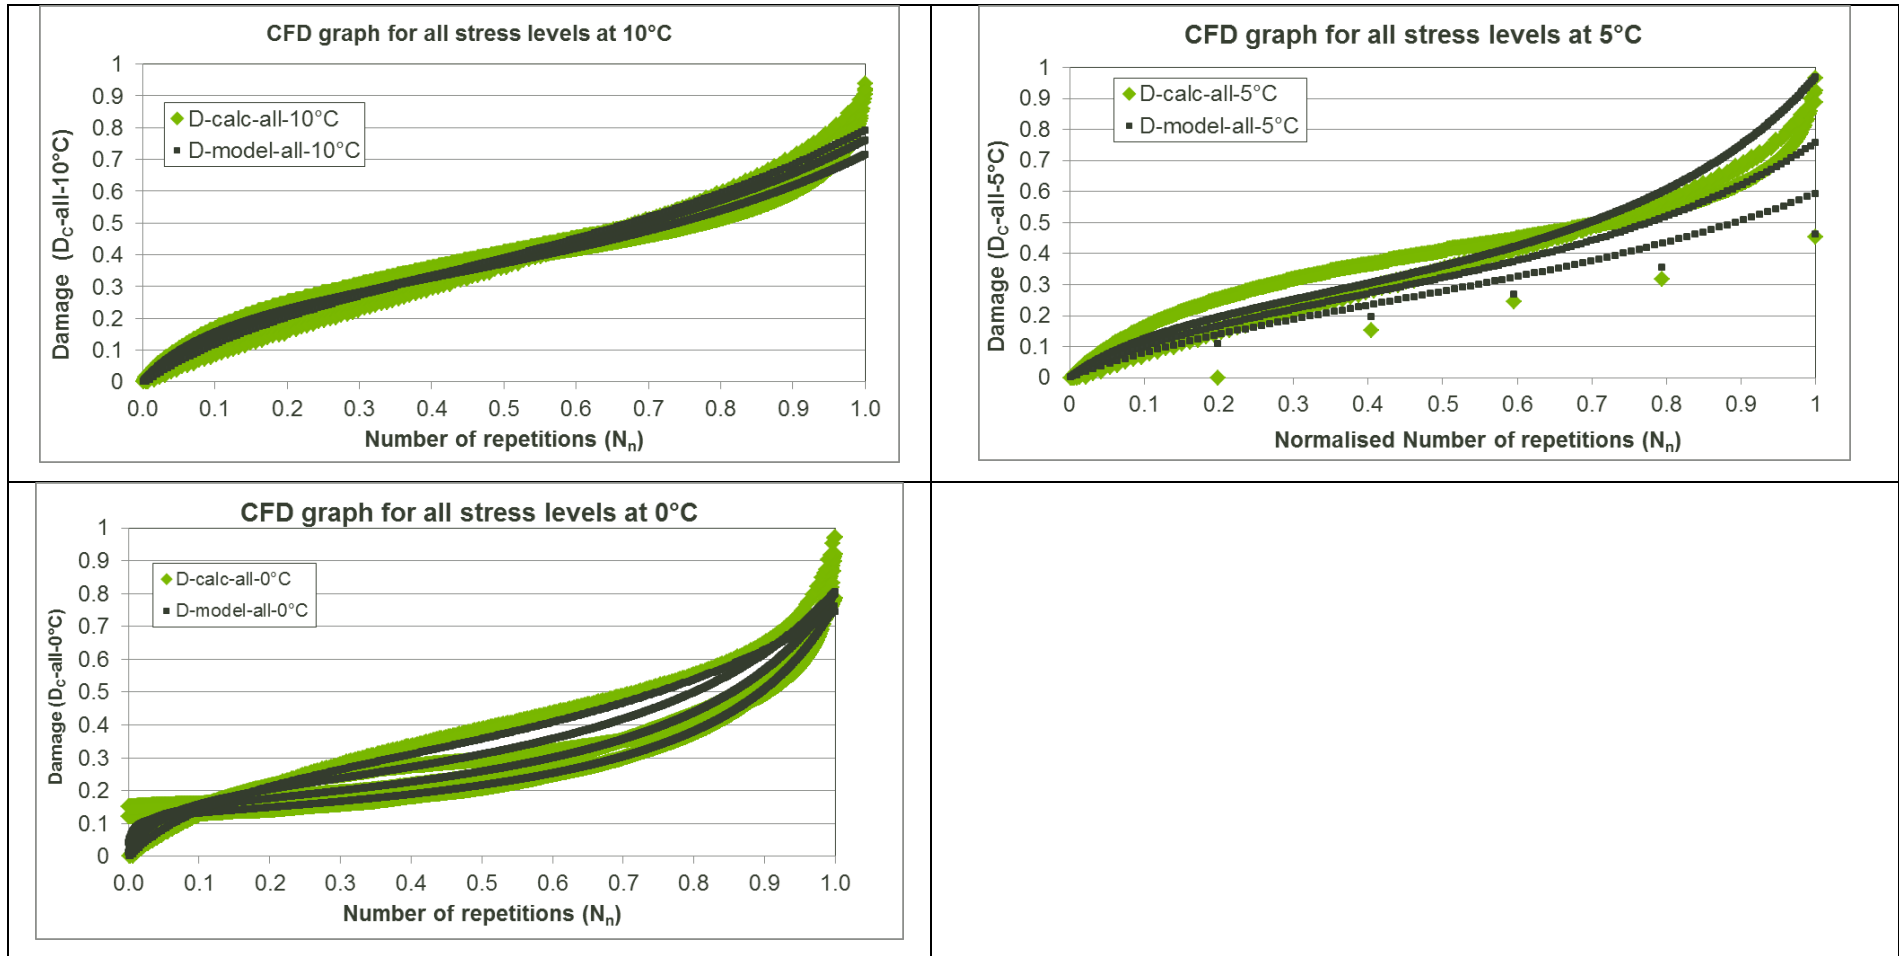 CFD graph for all stress levels at 10°C
1
0.9
0.8
0.7
0.6
0.5
0.4
0.3
0.2
0.1
0
Damage (DC-all-10°C)
D-calc-all-10°C
D-model-all-10°C
0.0 0.1 0.2 0.3 0.4 0.5 0.6 0.7 0.8 0.9 1.0
Number of repetitions (Nn)
CFD graph for all stress levels at 5°C
1
0.9
0.8
0.7
0.6
0.5
0.4
0.3
0.2
0.1
0
Damage (DC-all-5°C)
D-calc-all-5°C
D-model-all-5°C
0 0.1 0.2 0.3 0.4 0.5 0.6 0.7 0.8 0.9 1
Normalised Number of repetitions (Nn)
CFD graph for all stress levels at 0°C
1
0.9
0.8
0.7
0.6
0.5
0.4
0.3
0.2
0.1
0
Damage (DC-all-0°C)
D-calc-all-0°C
D-model-all-0°C
0.0 0.1 0.2 0.3 0.4 0.5 0.6 0.7 0.8 0.9 1.0
Number of repetitions (Nn)